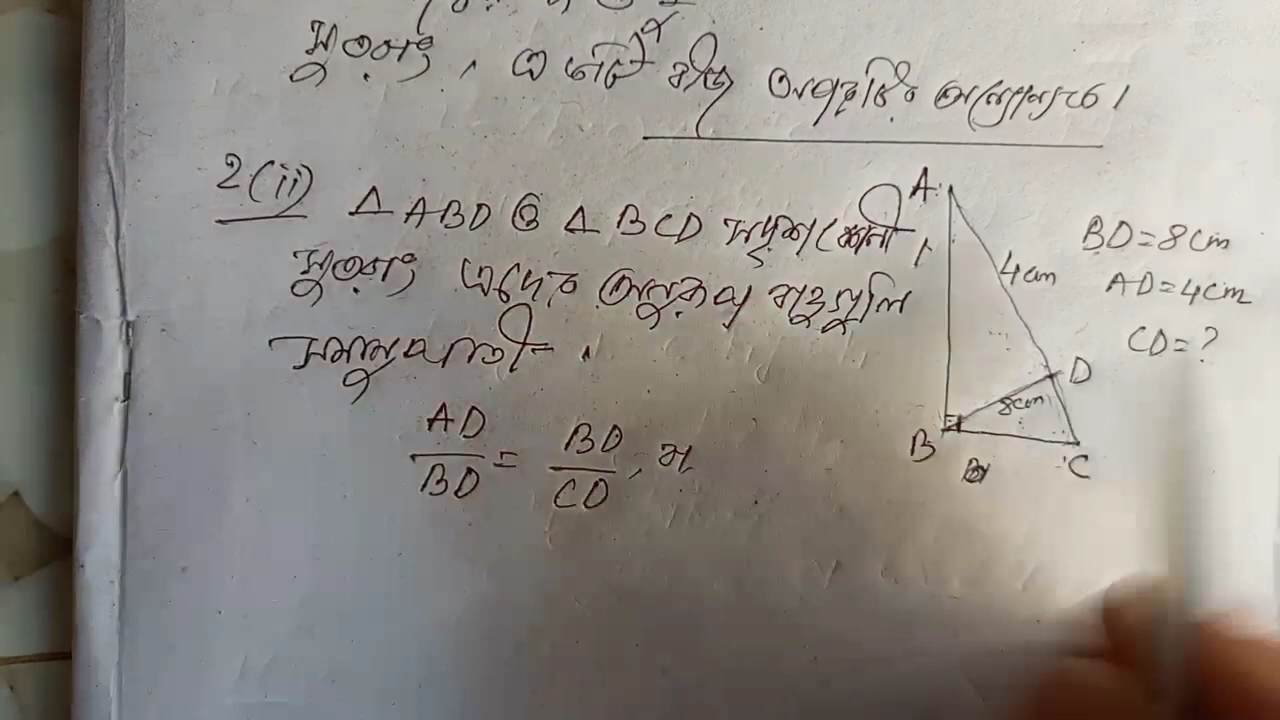 সুতরাং, এ
2(ii) △ABD ও △BCD সদৃশকোণী,
সুতরাং এদের অনুরূপ বাহুগুলি
সমানুপাতী
AD/BD = BD/CD, ব
A
4cm
D
8cm
B
C
BD=8cm
AD=4cm
CD=?